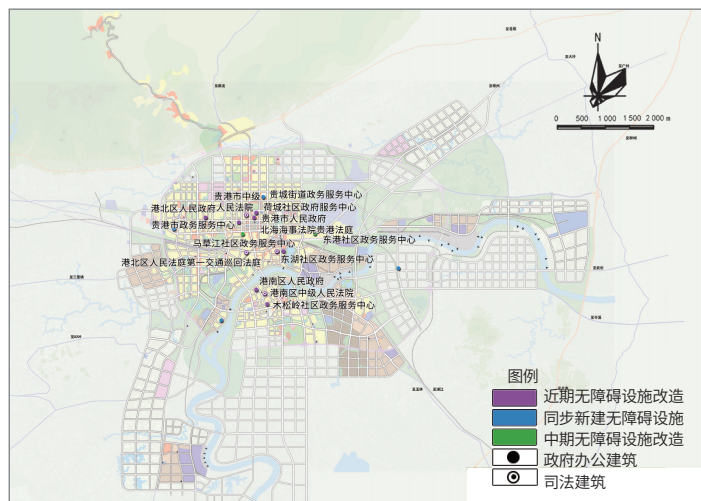 N
0 500 1 000 1 500 2 000 m
贵港市中级
人民法院
贵城街道政务服务中心
港北区人民政府
荷城社区政府服务中心
贵港市人民政府
贵港市政务服务中心
北海海事法院贵港法庭
马草江社区政务服务中心
东港社区政务服务中心
港北区人民法庭第一交通巡回法庭
东湖社区政务服务中心
港南区人民政府
港南区中级人民法院
木松岭社区政务服务中心
图例
近期无障碍设施改造
同步新建无障碍设施
中期无障碍设施改造
政府办公建筑
司法建筑